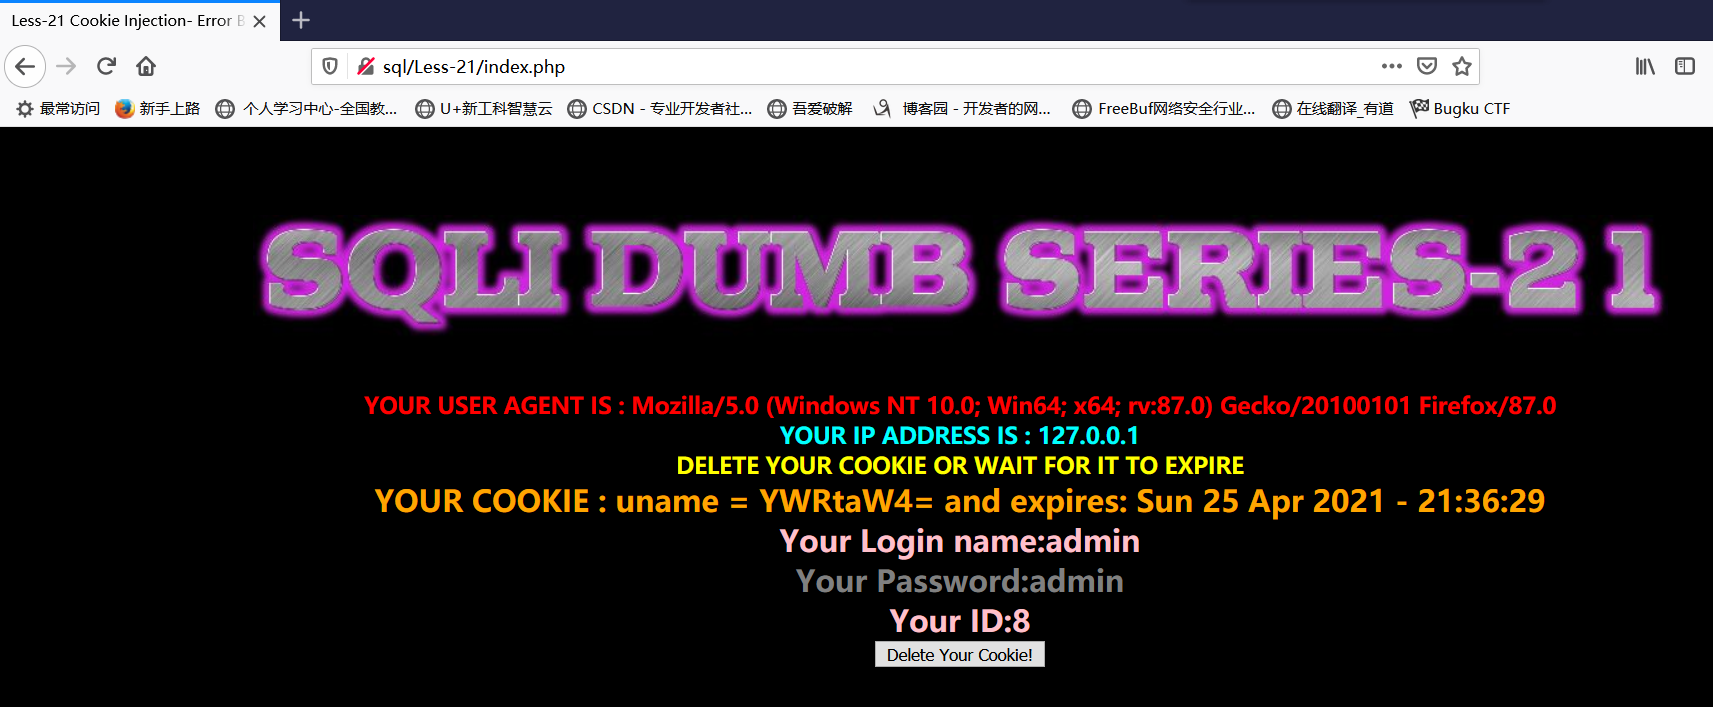 Less-21 Cookie Injection- Error B
sql/Less-21/index.php
最常访问 新手上路 个人学习中心-全国教... U+新工科智慧云 CSDN - 专业开发者社... 吾爱破解 博客园 - 开发者的网... FreeBuf网络安全行业... 在线翻译_有道 Bugku CTF
SQLI DUMB SERIES-21
YOUR USER AGENT IS : Mozilla/5.0 (Windows NT 10.0; Win64; x64; rv:87.0) Gecko/20100101 Firefox/87.0
YOUR IP ADDRESS IS : 127.0.0.1
DELETE YOUR COOKIE OR WAIT FOR IT TO EXPIRE
YOUR COOKIE : uname = YWRtaW4= and expires: Sun 25 Apr 2021 - 21:36:29
Your Login name:admin
Your Password:admin
Your ID:8
Delete Your Cookie!